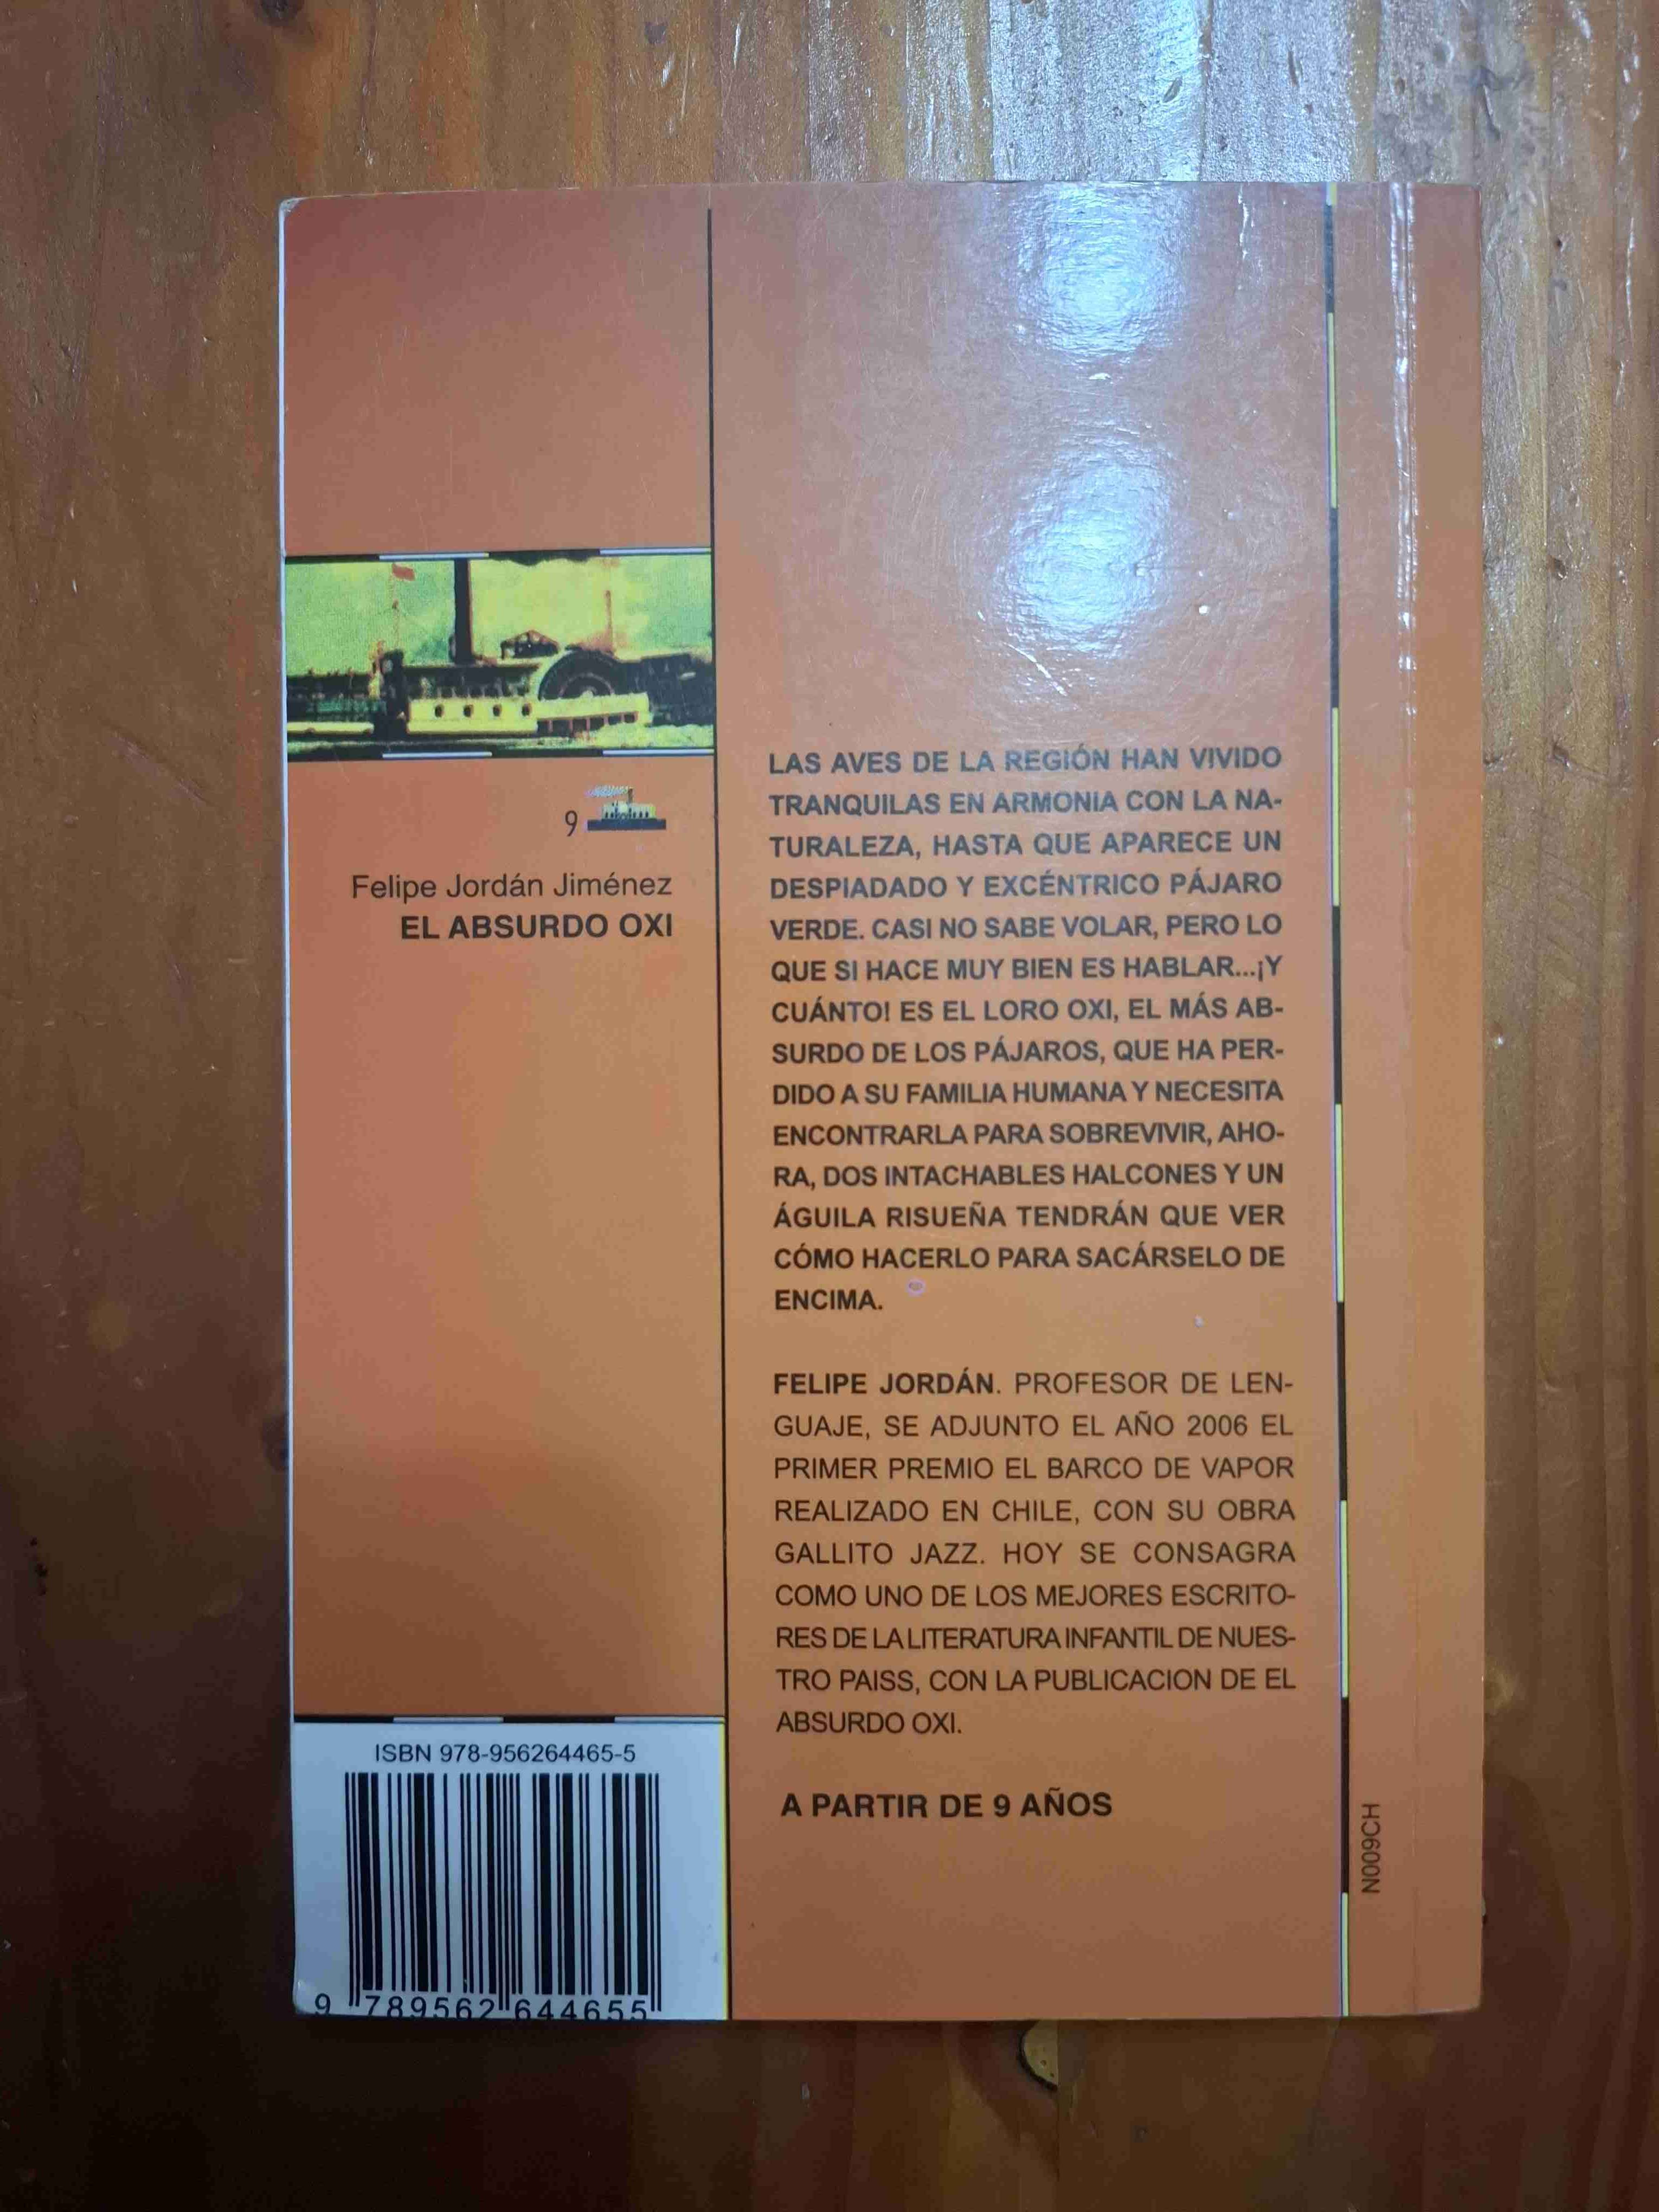 9
Felipe Jordán Jiménez
EL ABSURDO OXI
LAS AVES DE LA REGIÓN HAN VIVIDO
TRANQUILAS EN ARMONIA CON LA NA-
TURALEZA, HASTA QUE APARECE UN
DESPIADADO Y EXCÉNTRICO PÁJARO
VERDE. CASI NO SABE VOLAR, PERO LO
QUE SI HACE MUY BIEN ES HABLAR...¡Y
CUÁNTO! ES EL LORO OXI, EL MÁS AB-
SURDO DE LOS PÁJAROS, QUE HA PER-
DIDO A SU FAMILIA HUMANA Y NECESITA
ENCONTRARLA PARA SOBREVIVIR, AHO-
RA, DOS INTACHABLES HALCONES Y UN
ÁGUILA RISUEÑA TENDRÁN QUE VER
CÓMO HACERLO PARA SACÁRSELO DE
ENCIMA.
FELIPE JORDÁN. PROFESOR DE LEN-
GUAJE, SE ADJUNTO EL AÑO 2006 EL
PRIMER PREMIO EL BARCO DE VAPOR
REALIZADO EN CHILE, CON SU OBRA
GALLITO JAZZ. HOY SE CONSAGRA
COMO UNO DE LOS MEJORES ESCRITO-
RES DE LA LITERATURA INFANTIL DE NUES-
TRO PAISS, CON LA PUBLICACION DE EL
ABSURDO OXI.
A PARTIR DE 9 AÑOS
ISBN 978-956264465-5
9 789562 644655
N009CH